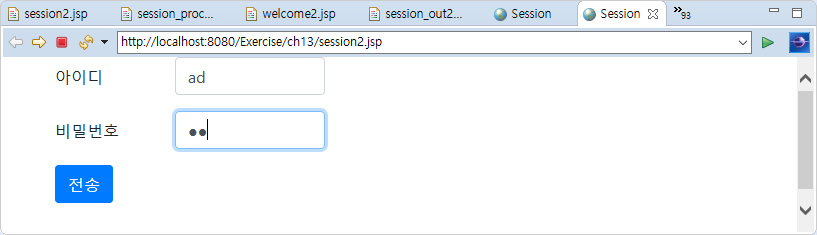 session2.jsp session_proc... welcome2.jsp session_out2... Session Session 93
http://localhost:8080/Exercise/ch13/session2.jsp
아이디 ad
비밀번호 ●●
전송